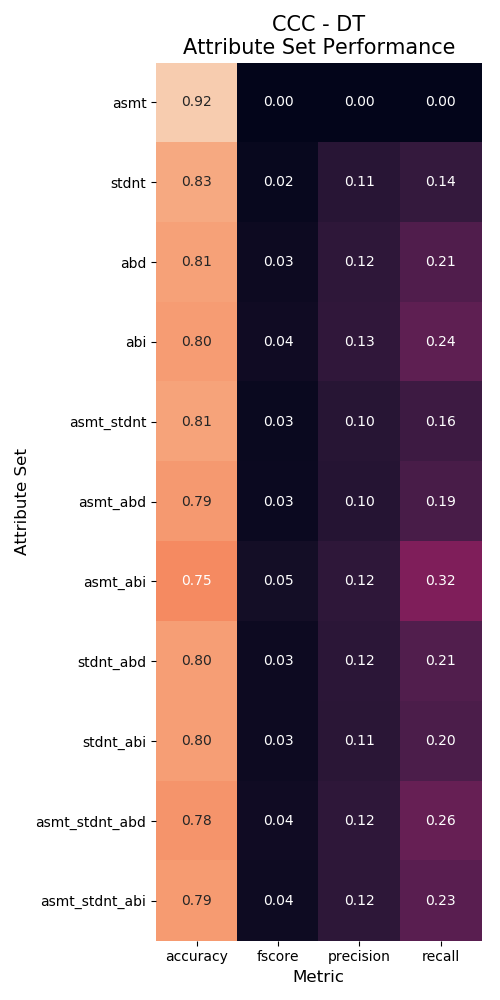 CCC - DT
Attribute Set Performance
asmt 0.92 0.00 0.00 0.00
stdnt 0.83 0.02 0.11 0.14
abd 0.81 0.03 0.12 0.21
abi 0.80 0.04 0.13 0.24
asmt_stdnt 0.81 0.03 0.10 0.16
asmt_abd 0.79 0.03 0.10 0.19
asmt_abi 0.75 0.05 0.12 0.32
stdnt_abd 0.80 0.03 0.12 0.21
stdnt_abi 0.80 0.03 0.11 0.20
asmt_stdnt_abd 0.78 0.04 0.12 0.26
asmt_stdnt_abi 0.79 0.04 0.12 0.23
Attribute Set
accuracy fscore precision recall
Metric